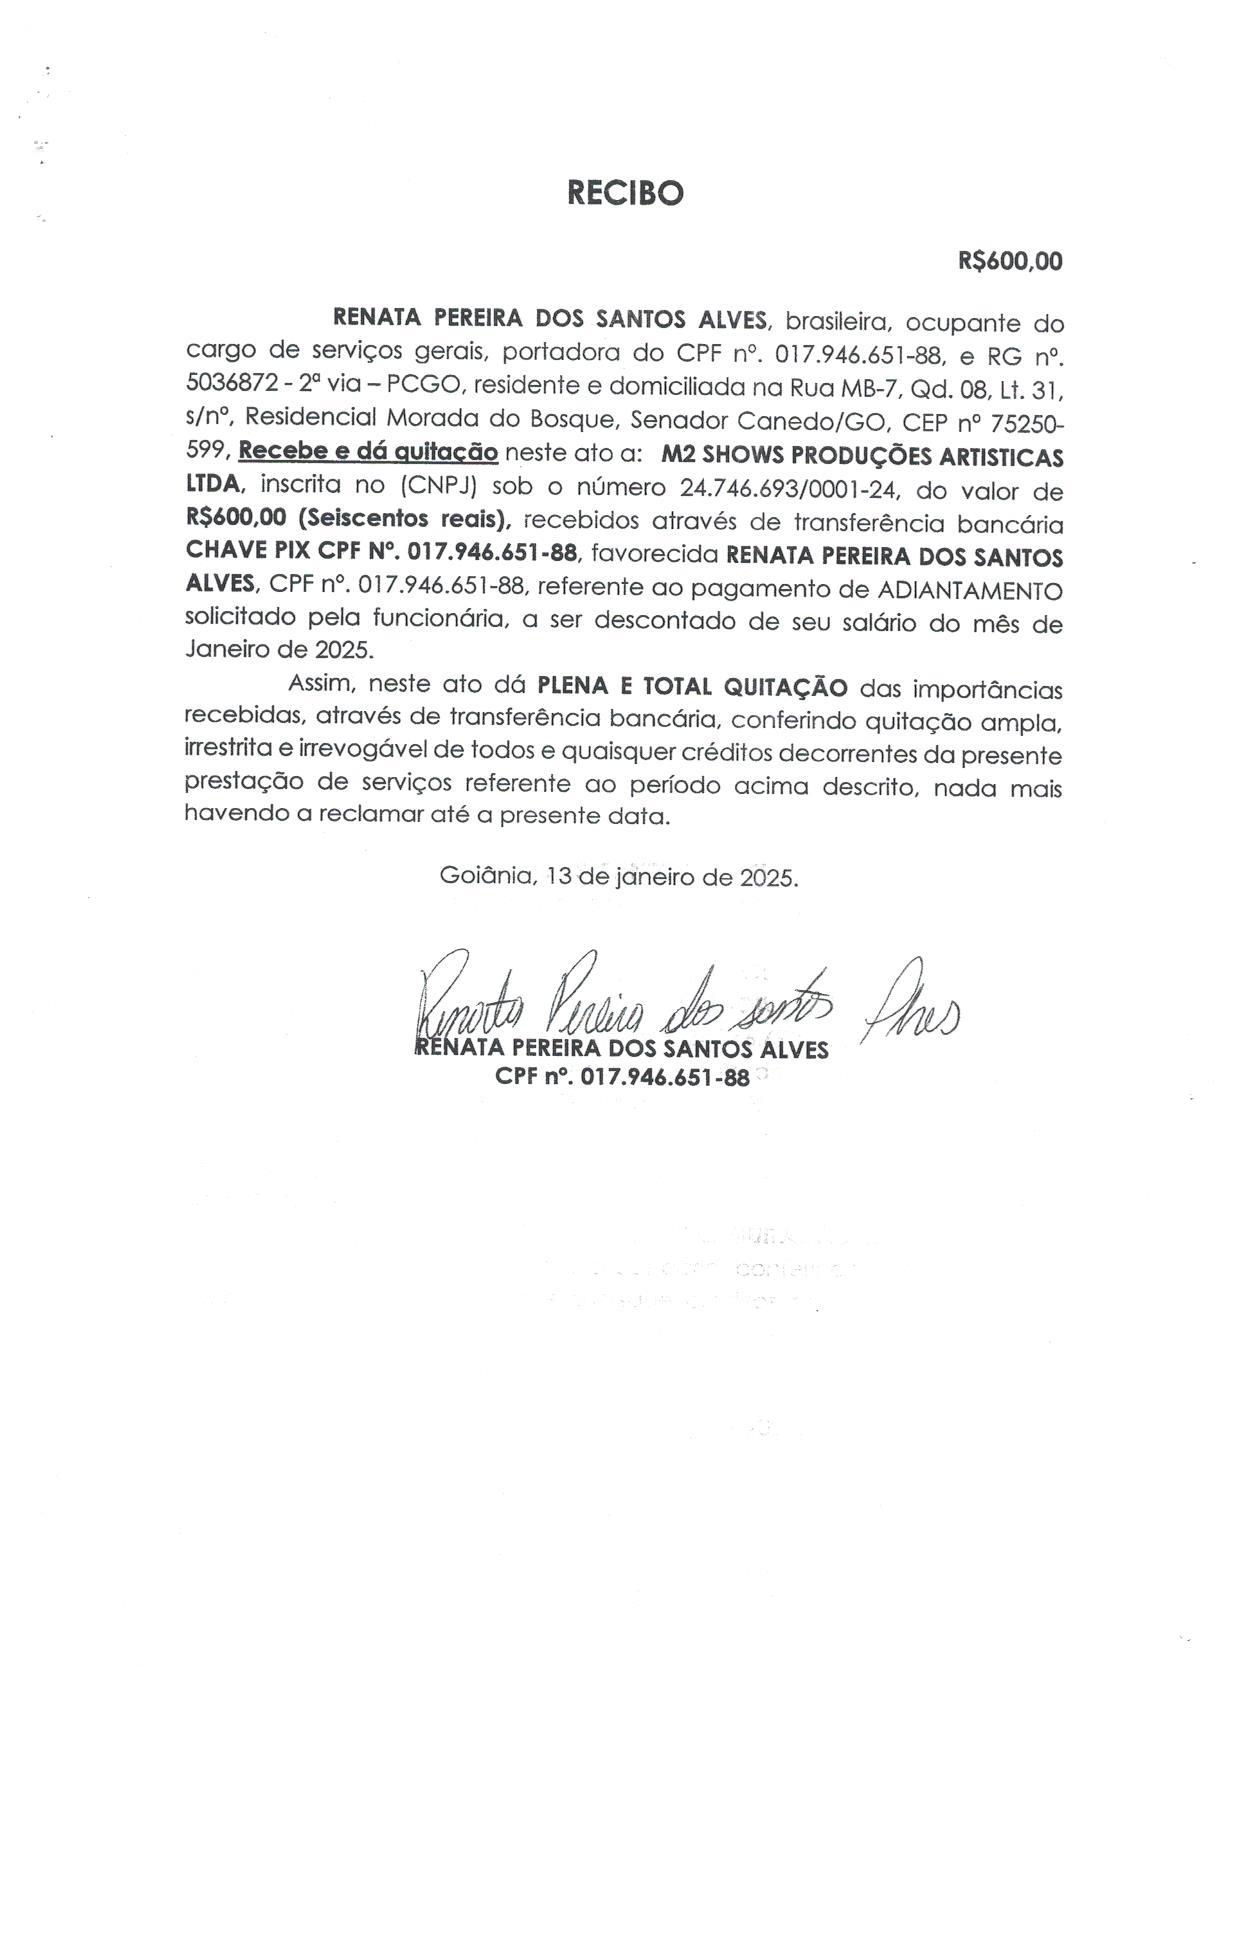 RECIBO
R$600,00
RENATA PEREIRA DOS SANTOS ALVES, brasileira, ocupante do
cargo de serviços gerais, portadora do CPF nº. 017.946.651-88, e RG nº.
5036872 - 2ª via – PCGO, residente e domiciliada na Rua MB-7, Qd. 08, Lt. 31,
s/nº, Residencial Morada do Bosque, Senador Canedo/GO, CEP nº 75250-
599, Recebe e dá quitação neste ato a: M2 SHOWS PRODUÇÕES ARTISTICAS
LTDA, inscrita no (CNPJ) sob o número 24.746.693/0001-24, do valor de
R$600,00 (Seiscentos reais), recebidos através de transferência bancária
CHAVE PIX CPF Nº. 017.946.651-88, favorecida RENATA PEREIRA DOS SANTOS
ALVES, CPF nº. 017.946.651-88, referente ao pagamento de ADIANTAMENTO
solicitado pela funcionária, a ser descontado de seu salário do mês de
Janeiro de 2025.
Assim, neste ato dá PLENA E TOTAL QUITAÇÃO das importâncias
recebidas, através de transferência bancária, conferindo quitação ampla,
irrestrita e irrevogável de todos e quaisquer créditos decorrentes da presente
prestação de serviços referente ao período acima descrito, nada mais
havendo a reclamar até a presente data.
Goiânia, 13 de janeiro de 2025.
Renata Pereira dos santos Alves
RENATA PEREIRA DOS SANTOS ALVES
CPF nº. 017.946.651-88